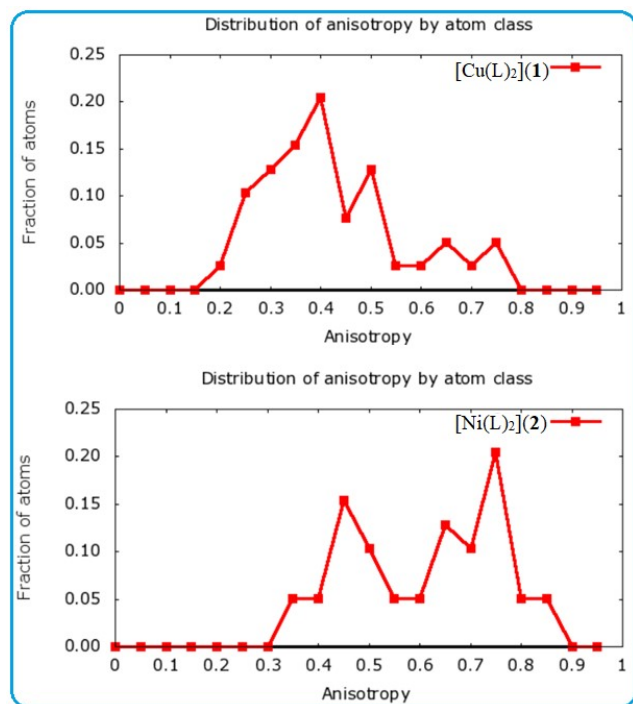 Distribution of anisotropy by atom class
[Cu(L)₂](1)
Fraction of atoms
0.25
0.20
0.15
0.10
0.05
0.00
0 0.1 0.2 0.3 0.4 0.5 0.6 0.7 0.8 0.9 1
Anisotropy
Distribution of anisotropy by atom class
[Ni(L)₂](2)
Fraction of atoms
0.25
0.20
0.15
0.10
0.05
0.00
0 0.1 0.2 0.3 0.4 0.5 0.6 0.7 0.8 0.9 1
Anisotropy